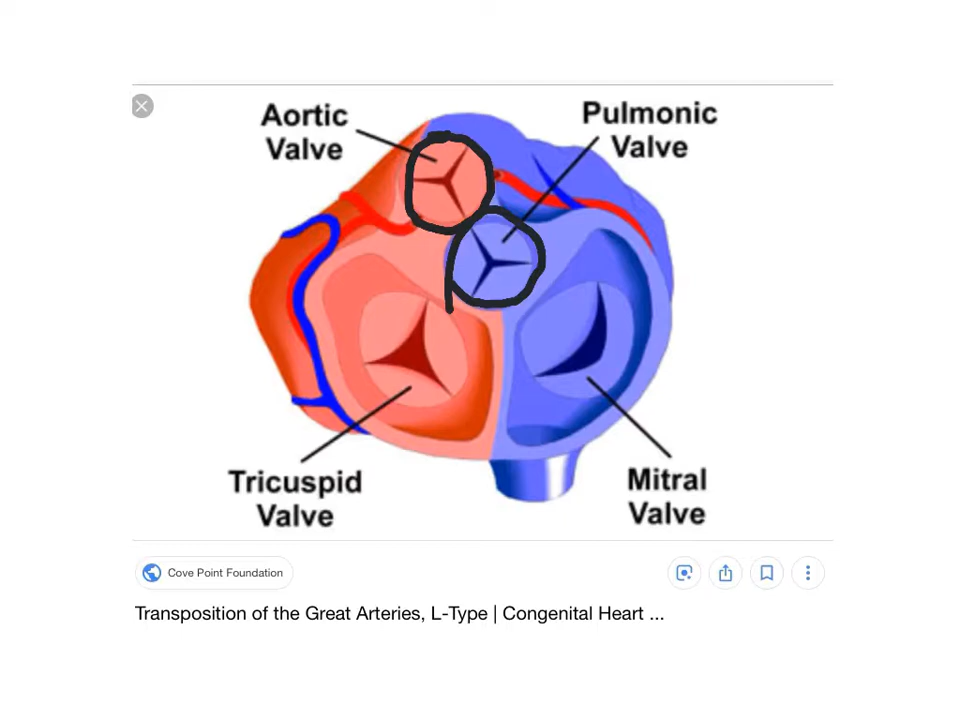 Aortic
Valve
Pulmonic
Valve
Tricuspid
Valve
Mitral
Valve
Cove Point Foundation
Transposition of the Great Arteries, L-Type | Congenital Heart ...